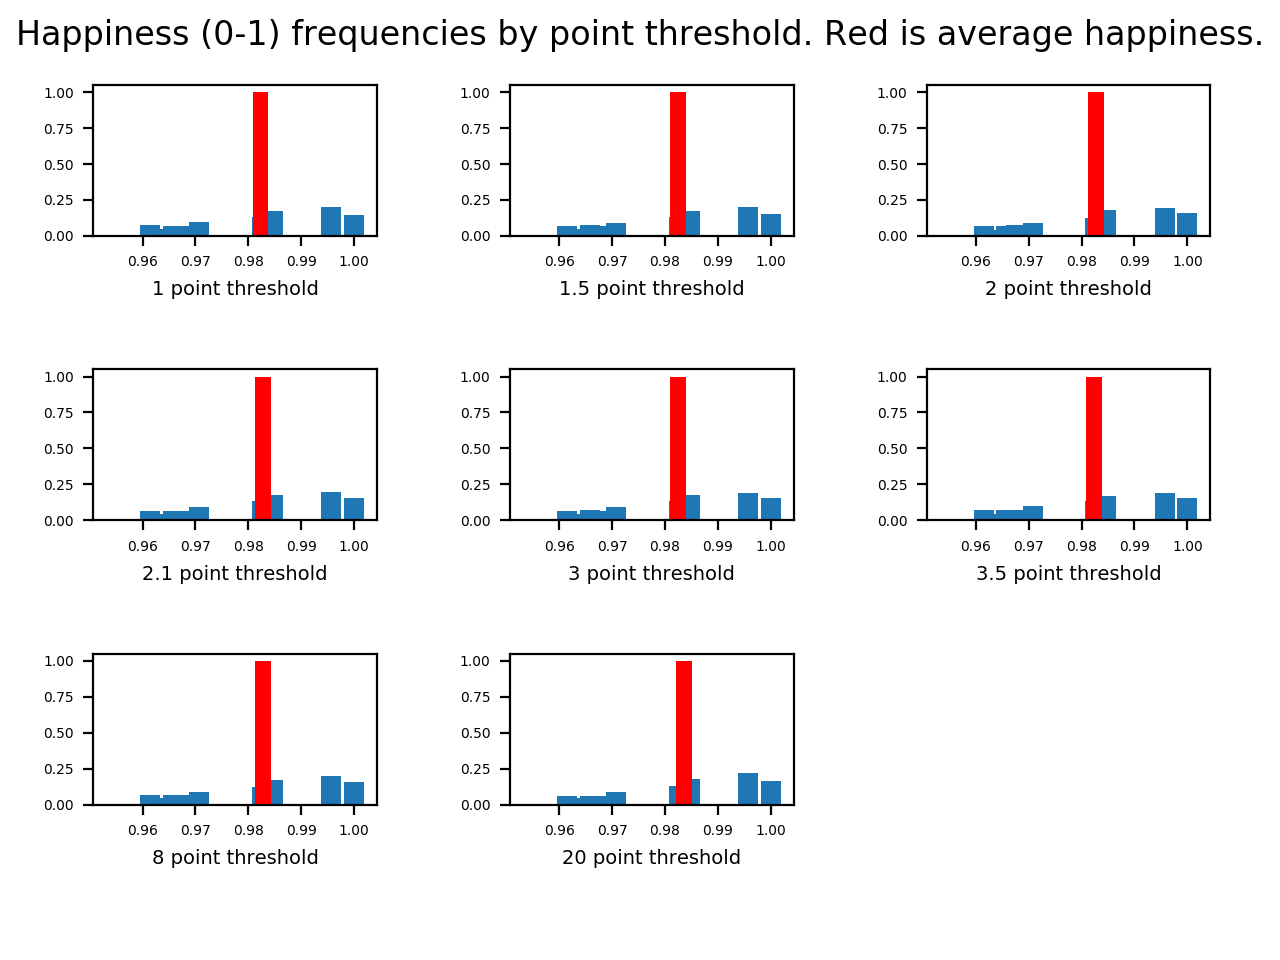 Happiness (0-1) frequencies by point threshold. Red is average happiness.
1.00 1.00 1.00
0.75 0.75 0.75
0.50 0.50 0.50
0.25 0.25 0.25
0.00 0.00 0.00
0.96 0.97 0.98 0.99 1.00 0.96 0.97 0.98 0.99 1.00 0.96 0.97 0.98 0.99 1.00
1 point threshold 1.5 point threshold 2 point threshold
1.00 1.00 1.00
0.75 0.75 0.75
0.50 0.50 0.50
0.25 0.25 0.25
0.00 0.00 0.00
0.96 0.97 0.98 0.99 1.00 0.96 0.97 0.98 0.99 1.00 0.96 0.97 0.98 0.99 1.00
2.1 point threshold 3 point threshold 3.5 point threshold
1.00 1.00
0.75 0.75
0.50 0.50
0.25 0.25
0.00 0.00
0.96 0.97 0.98 0.99 1.00 0.96 0.97 0.98 0.99 1.00
8 point threshold 20 point threshold